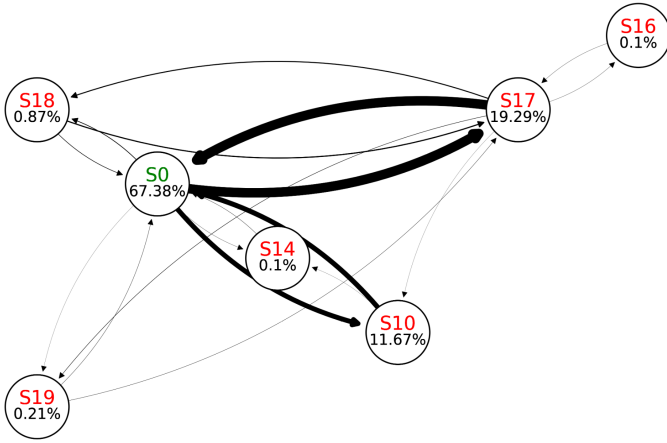 S16
0.1%
S18
0.87%
S17
19.29%
S0
67.38%
S14
0.1%
S10
11.67%
S19
0.21%